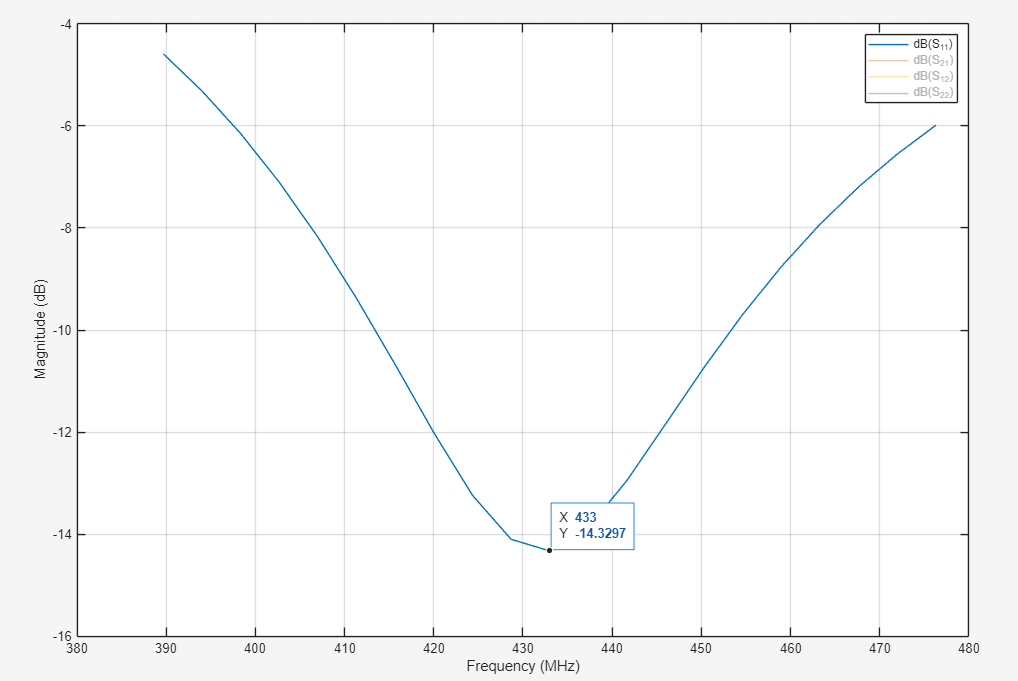 -4
dB(S₁₁)
dB(S₂₁)
dB(S₁₂)
dB(S₂₂)
-6
-8
Magnitude (dB)
-10
-12
X 433
Y -14.3297
-14
-16
380 390 400 410 420 430 440 450 460 470 480
Frequency (MHz)